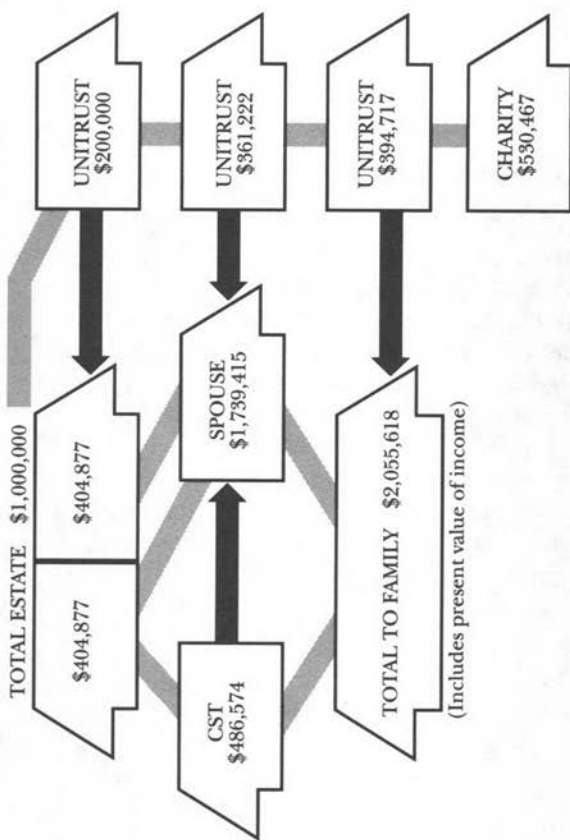 TOTAL ESTATE $1,000,000
$404,877
$404,877
UNITRUST
$200,000
CST
$486,574
SPOUSE
$1,739,415
UNITRUST
$361,222
TOTAL TO FAMILY $2,055,618
(Includes present value of income)
UNITRUST
$394,717
CHARITY
$530,467